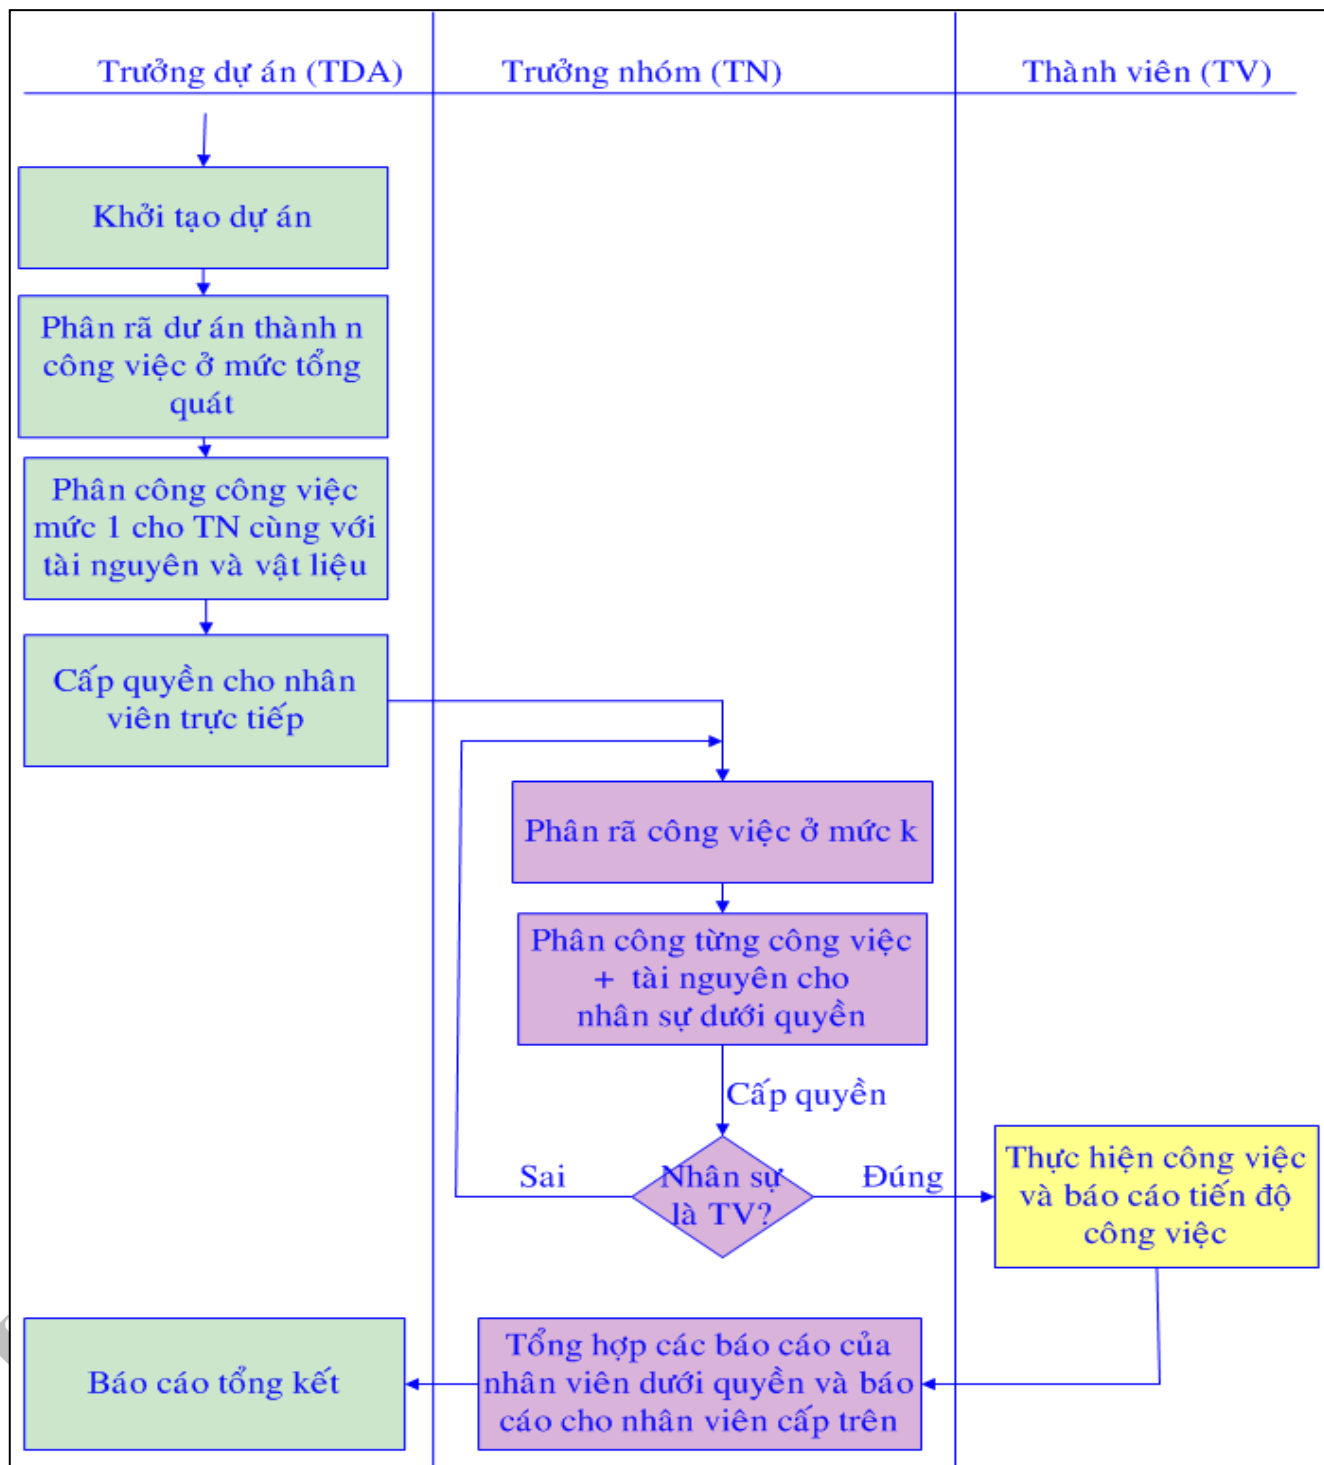 Trưởng dự án (TDA)
Trưởng nhóm (TN)
Thành viên (TV)
Khởi tạo dự án
Phân rã dư án thành n
công việc ở mức tổng
quát
Phân công công việc
mức 1 cho TN cùng với
tài nguyên và vật liệu
Cấp quyền cho nhân
viên trực tiếp
Phân rã công việc ở mức k
Phân công từng công việc
+ tài nguyên cho
nhân sự dưới quyền
Cấp quyền
Sai
Nhân sự
là TV?
Đúng
Thực hiện công việc
và báo cáo tiến độ
công việc
Tổng hợp các báo cáo của
nhân viên dưới quyền và báo
cáo cho nhân viên cấp trên
Báo cáo tổng kết